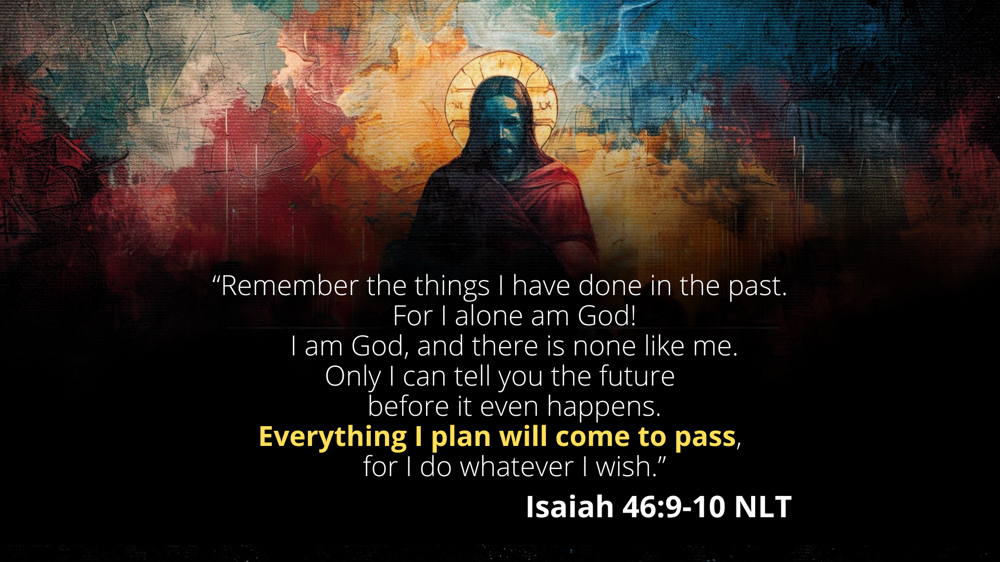 “Remember the things I have done in the past.
For I alone am God!
I am God, and there is none like me.
Only I can tell you the future
before it even happens.
Everything I plan will come to pass,
for I do whatever I wish.”
Isaiah 46:9-10 NLT